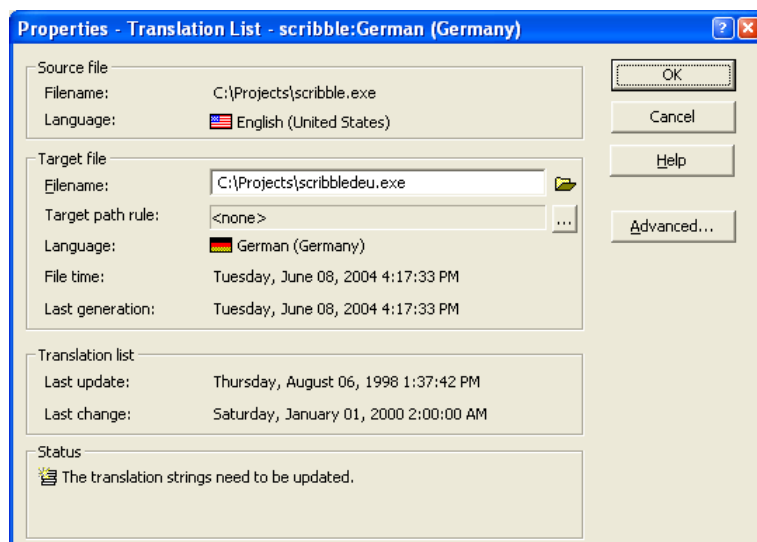 Properties - Translation List - scribble:German (Germany)
Source file
Filename: C:\Projects\scribble.exe
Language: English (United States)
OK
Cancel
Help
Advanced...
Target file
Filename: C:\Projects\scribbledeu.exe
Target path rule: <none> ...
Language: German (Germany)
File time: Tuesday, June 08, 2004 4:17:33 PM
Last generation: Tuesday, June 08, 2004 4:17:33 PM
Translation list
Last update: Thursday, August 06, 1998 1:37:42 PM
Last change: Saturday, January 01, 2000 2:00:00 AM
Status
The translation strings need to be updated.